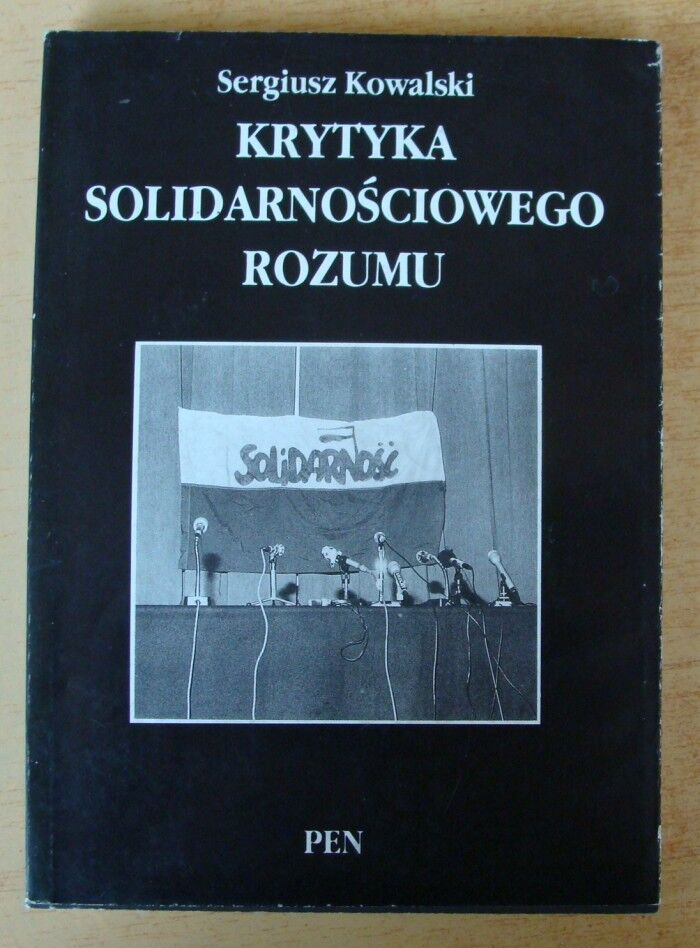 Sergiusz Kowalski
KRYTYKA
SOLIDARNOŚCIOWEGO
ROZUMU
SOLIDARNOŚĆ
PEN